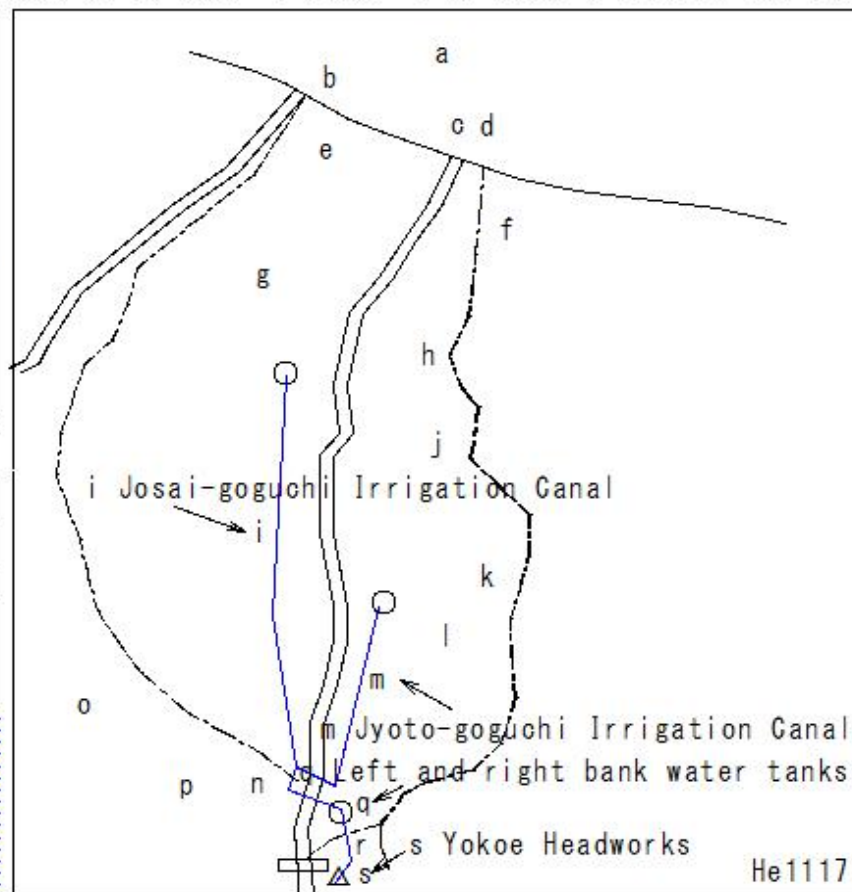 a
b
c d
e
f
g
h
j
i Josai-goguchi Irrigation Canal
i
k
l
m
o
m Jyoto-goguchi Irrigation Canal
q Left and right bank water tanks
p n
q
r s Yokoe Headworks
s
He1117